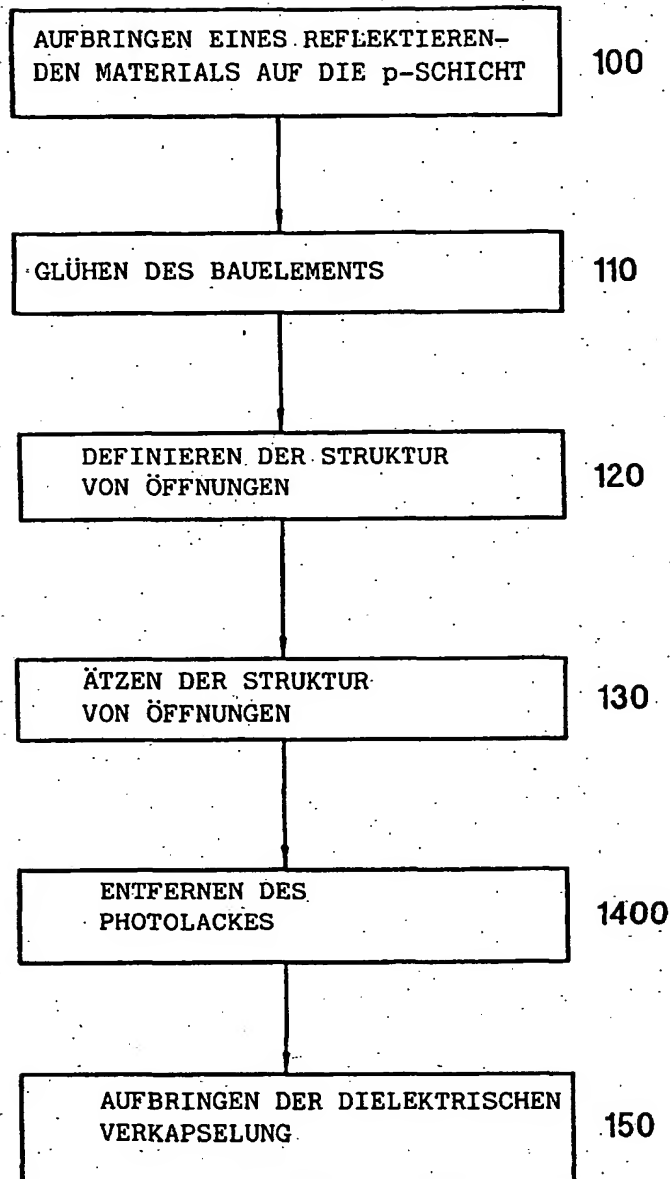 AUFBRINGEN EINES REFLEKTIEREN-
DEN MATERIALS AUF DIE p-SCHICHT
100
GLÜHEN DES BAUELEMENTS
110
DEFINIEREN DER STRUKTUR
VON ÖFFNUNGEN
120
ÄTZEN DER STRUKTUR
VON ÖFFNUNGEN
130
ENTFERNEN DES
PHOTOLACKES
1400
AUFBRINGEN DER DIELEKTRISCHEN
VERKAPSELUNG
150